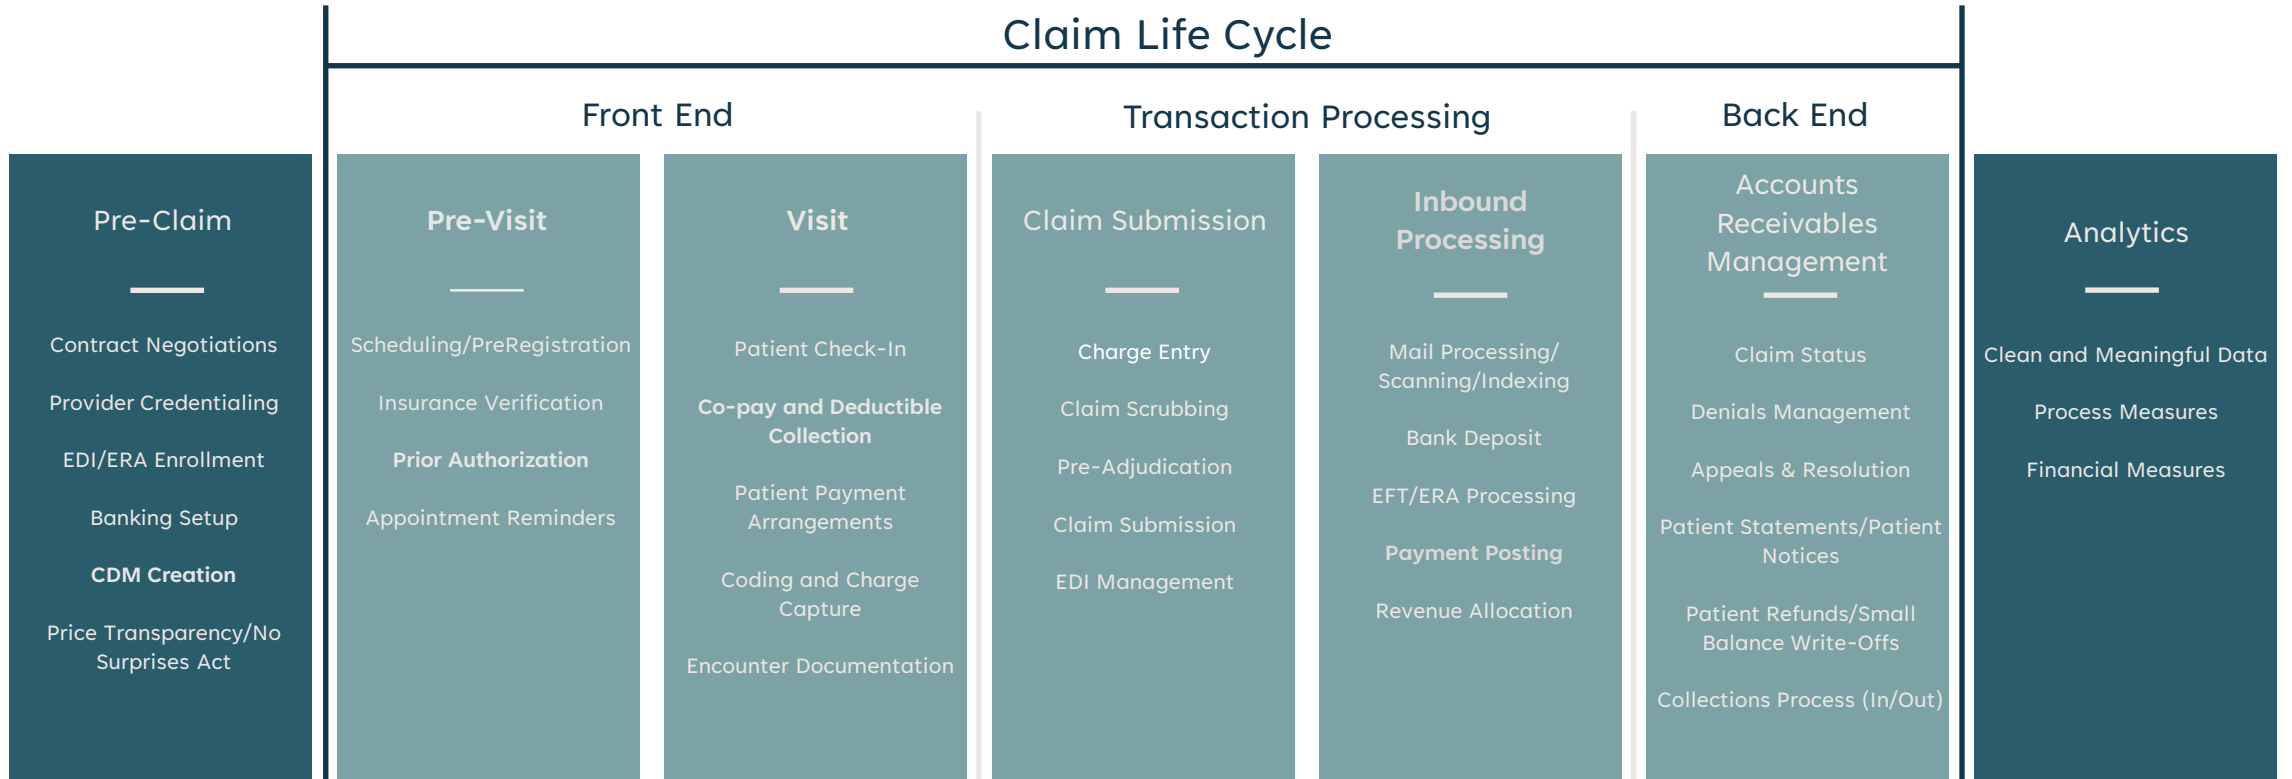 Claim Life Cycle
Front End
Transaction Processing
Back End
Pre-Claim
Contract Negotiations
Provider Credentialing
EDI/ERA Enrollment
Banking Setup
CDM Creation
Price Transparency/No
Surprises Act
Pre-Visit
Scheduling/PreRegistration
Insurance Verification
Prior Authorization
Appointment Reminders
Visit
Patient Check-In
Co-pay and Deductible
Collection
Patient Payment
Arrangements
Coding and Charge
Capture
Encounter Documentation
Claim Submission
Charge Entry
Claim Scrubbing
Pre-Adjudication
Claim Submission
EDI Management
Inbound
Processing
Mail Processing/
Scanning/Indexing
Bank Deposit
EFT/ERA Processing
Payment Posting
Revenue Allocation
Accounts
Receivables
Management
Claim Status
Denials Management
Appeals & Resolution
Patient Statements/Patient
Notices
Patient Refunds/Small
Balance Write-Offs
Collections Process (In/Out)
Analytics
Clean and Meaningful Data
Process Measures
Financial Measures